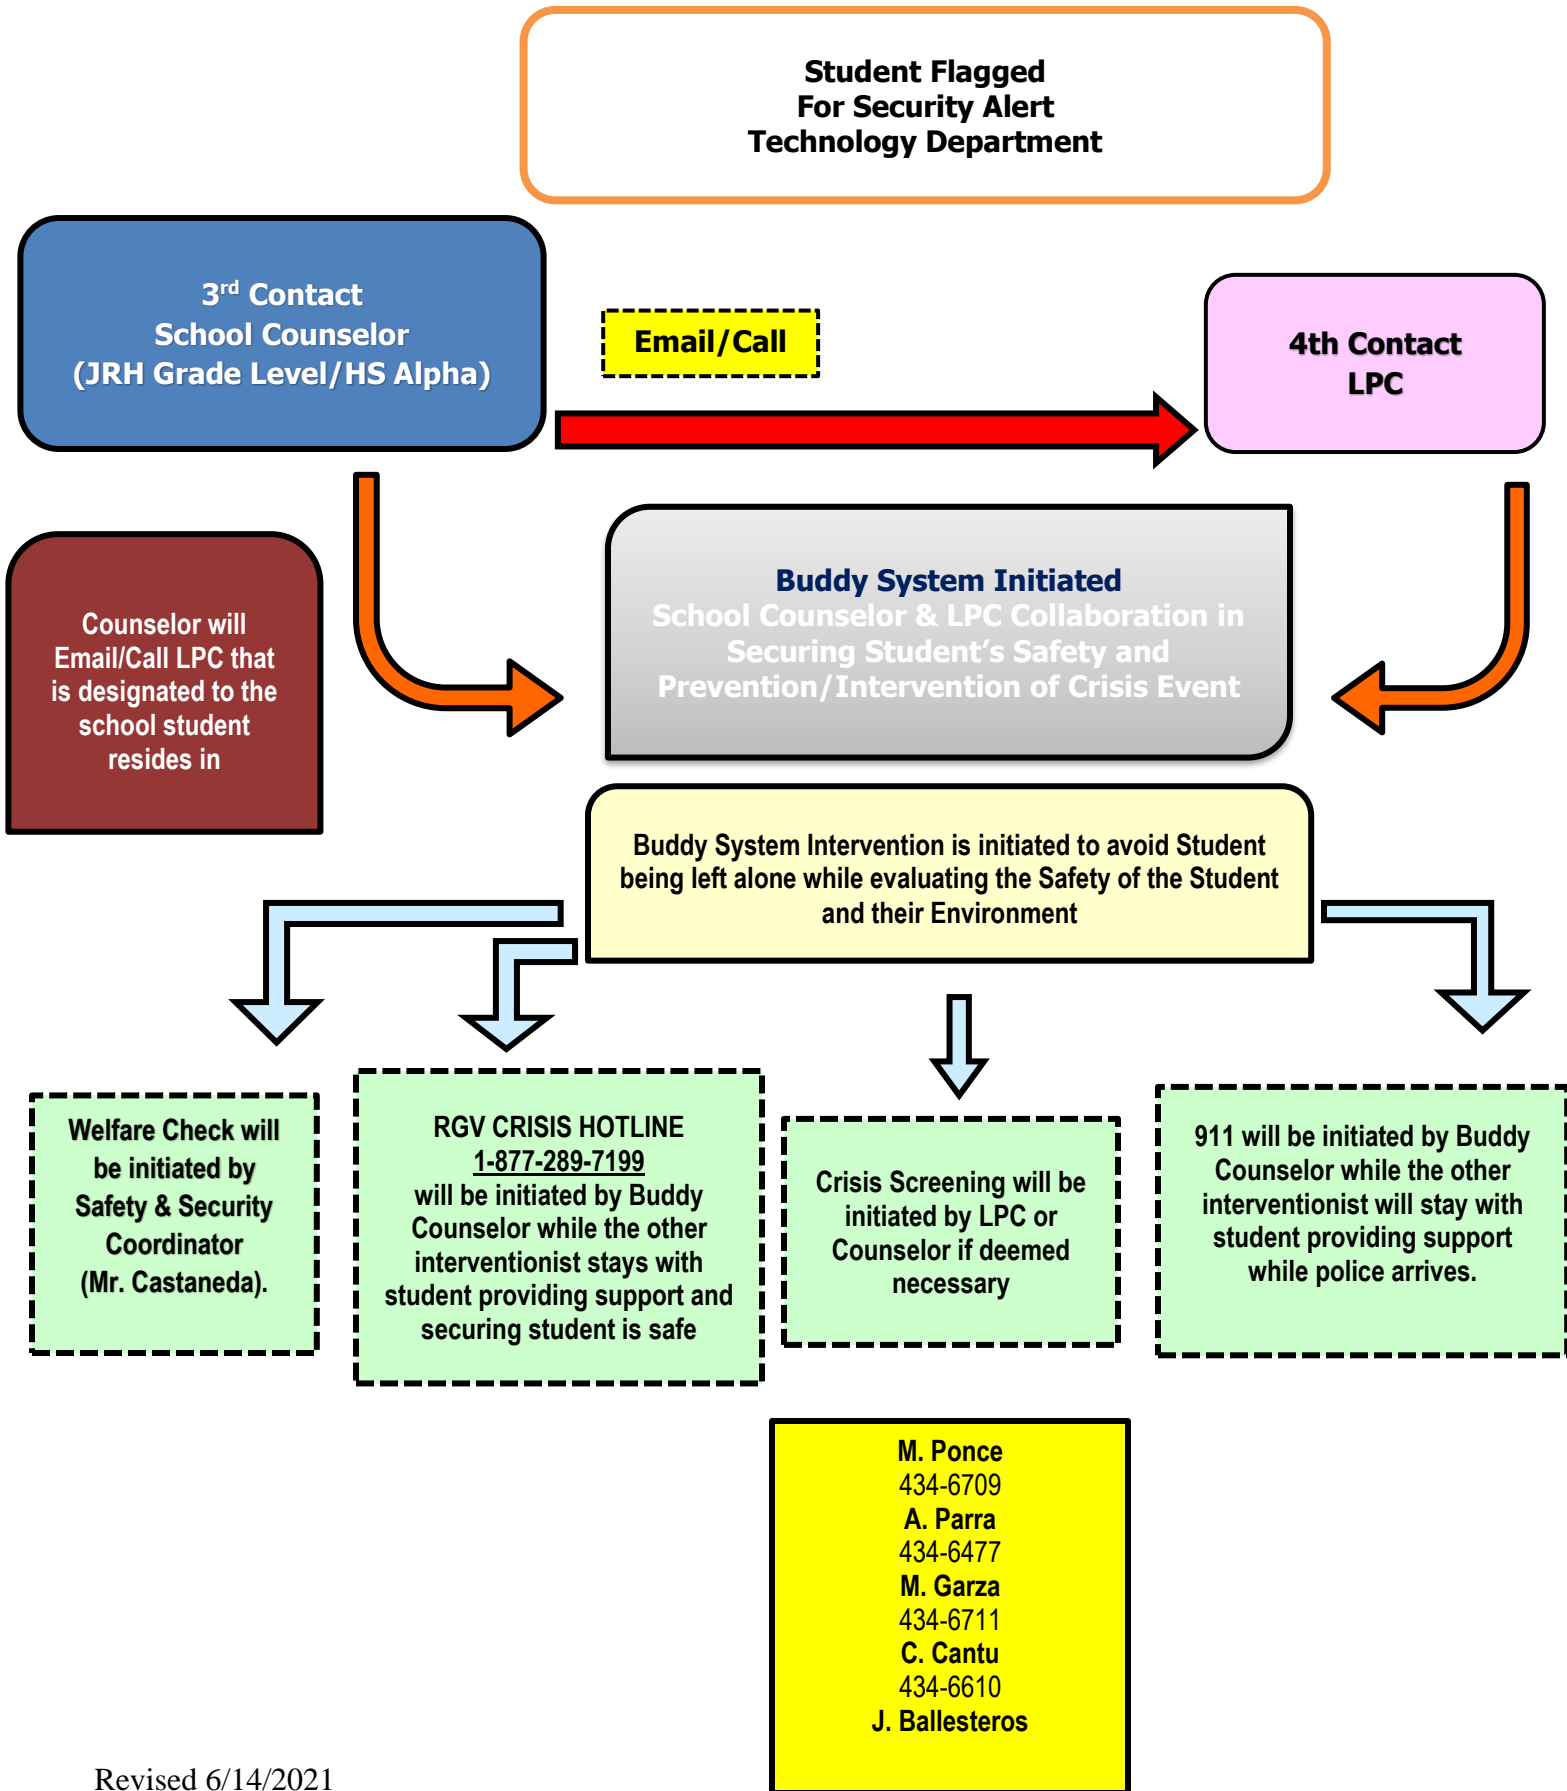 Student Flagged
For Security Alert
Technology Department
3rd Contact
School Counselor
(JRH Grade Level/HS Alpha)
Email/Call
4th Contact
LPC
Counselor will
Email/Call LPC that
is designated to the
school student
resides in
Buddy System Initiated
School Counselor & LPC Collaboration in
Securing Student’s Safety and
Prevention/Intervention of Crisis Event
Buddy System Intervention is initiated to avoid Student
being left alone while evaluating the Safety of the Student
and their Environment
Welfare Check will
be initiated by
Safety & Security
Coordinator
(Mr. Castaneda).
RGV CRISIS HOTLINE
1-877-289-7199
will be initiated by Buddy
Counselor while the other
interventionist stays with
student providing support and
securing student is safe
Crisis Screening will be
initiated by LPC or
Counselor if deemed
necessary
911 will be initiated by Buddy
Counselor while the other
interventionist will stay with
student providing support
while police arrives.
M. Ponce
434-6709
A. Parra
434-6477
M. Garza
434-6711
C. Cantu
434-6610
J. Ballesteros
Revised 6/14/2021